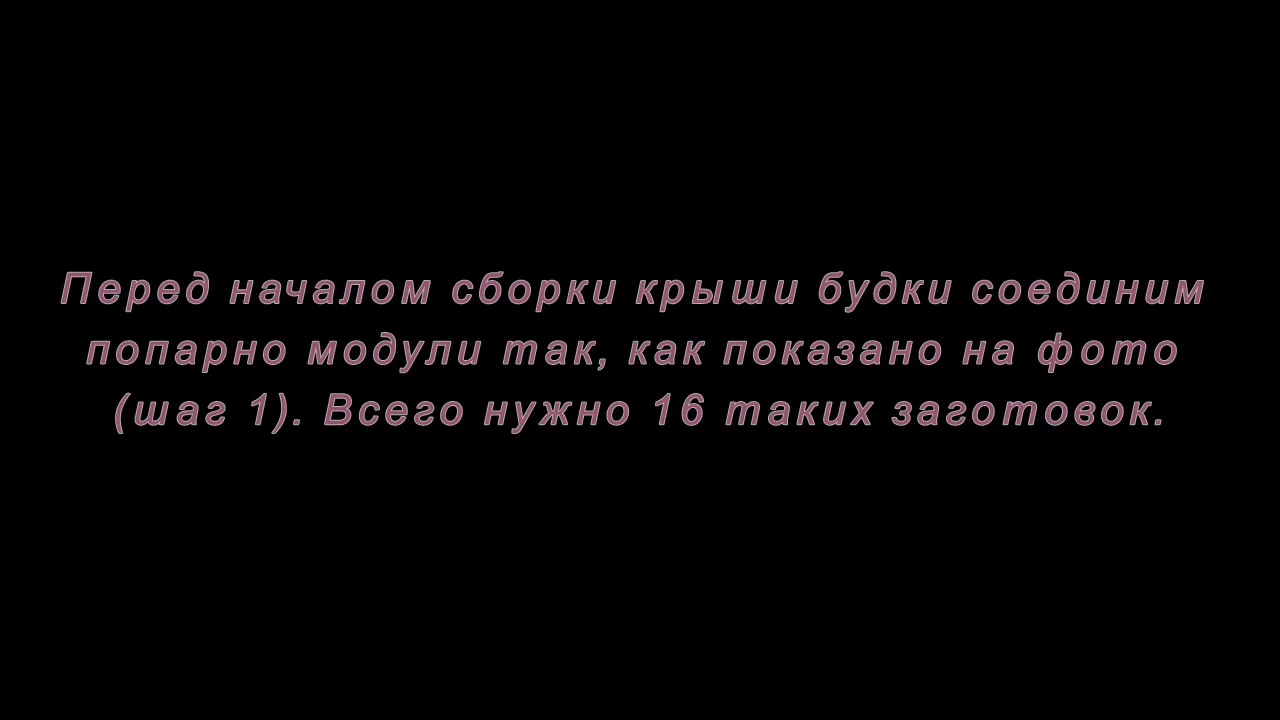 Перед началом сборки крыши будки соединим
попарно модули так, как показано на фото
(шаг 1). Всего нужно 16 таких заготовок.